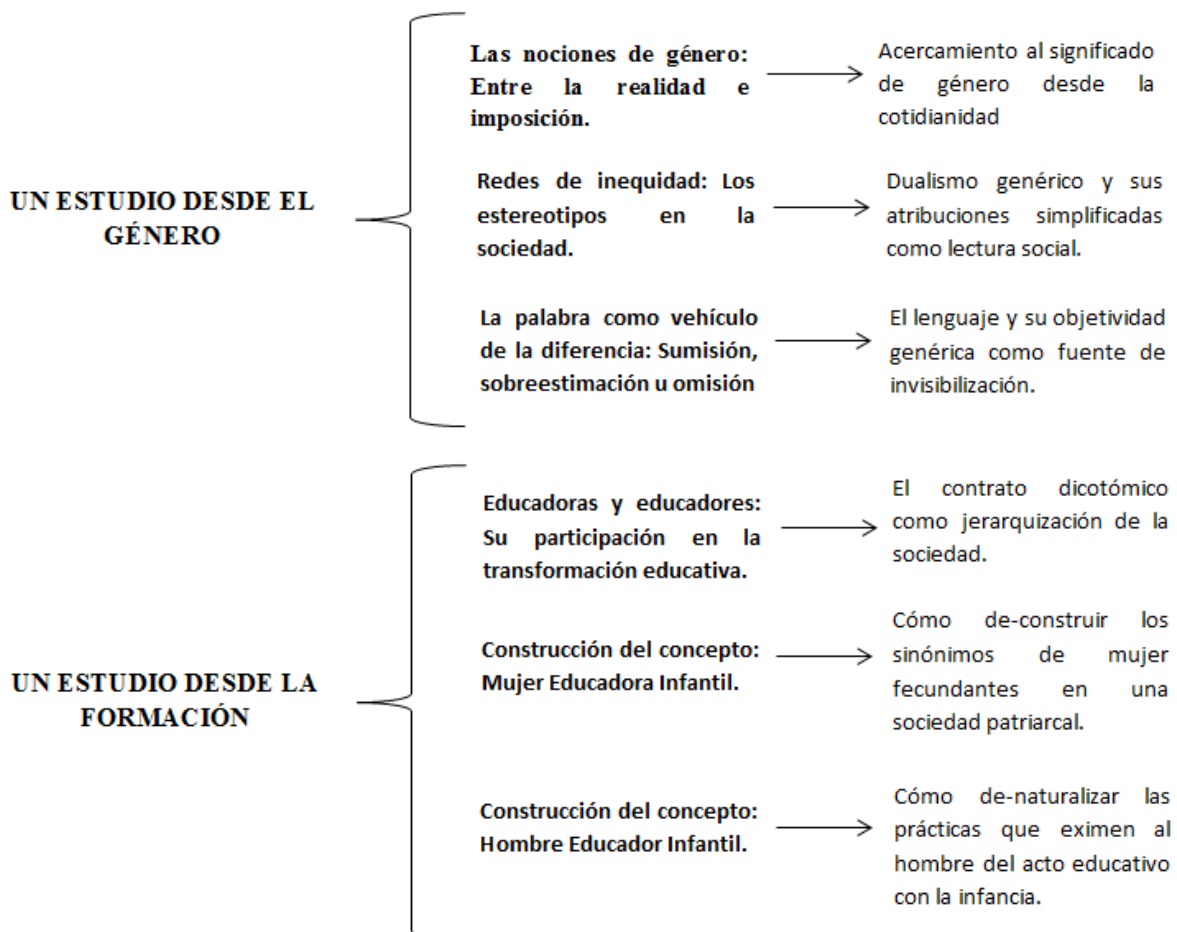 Las nociones de género:
Entre la realidad e
imposición.
Acercamiento al significado
de género desde la
cotidianidad
UN ESTUDIO DESDE EL
GÉNERO
Redes de inequidad: Los
estereotipos en la
sociedad.
Dualismo genérico y sus
atribuciones simplificadas
como lectura social.
La palabra como vehículo
de la diferencia: Sumisión,
sobreestimación u omisión
El lenguaje y su objetividad
genérica como fuente de
invisibilización.
Educadoras y educadores:
Su participación en la
transformación educativa.
El contrato dicotómico
como jerarquización de la
sociedad.
UN ESTUDIO DESDE LA
FORMACIÓN
Construcción del concepto:
Mujer Educadora Infantil.
Cómo de-construir los
sinónimos de mujer
fecundantes en una
sociedad patriarcal.
Construcción del concepto:
Hombre Educador Infantil.
Cómo de-naturalizar las
prácticas que eximen al
hombre del acto educativo
con la infancia.